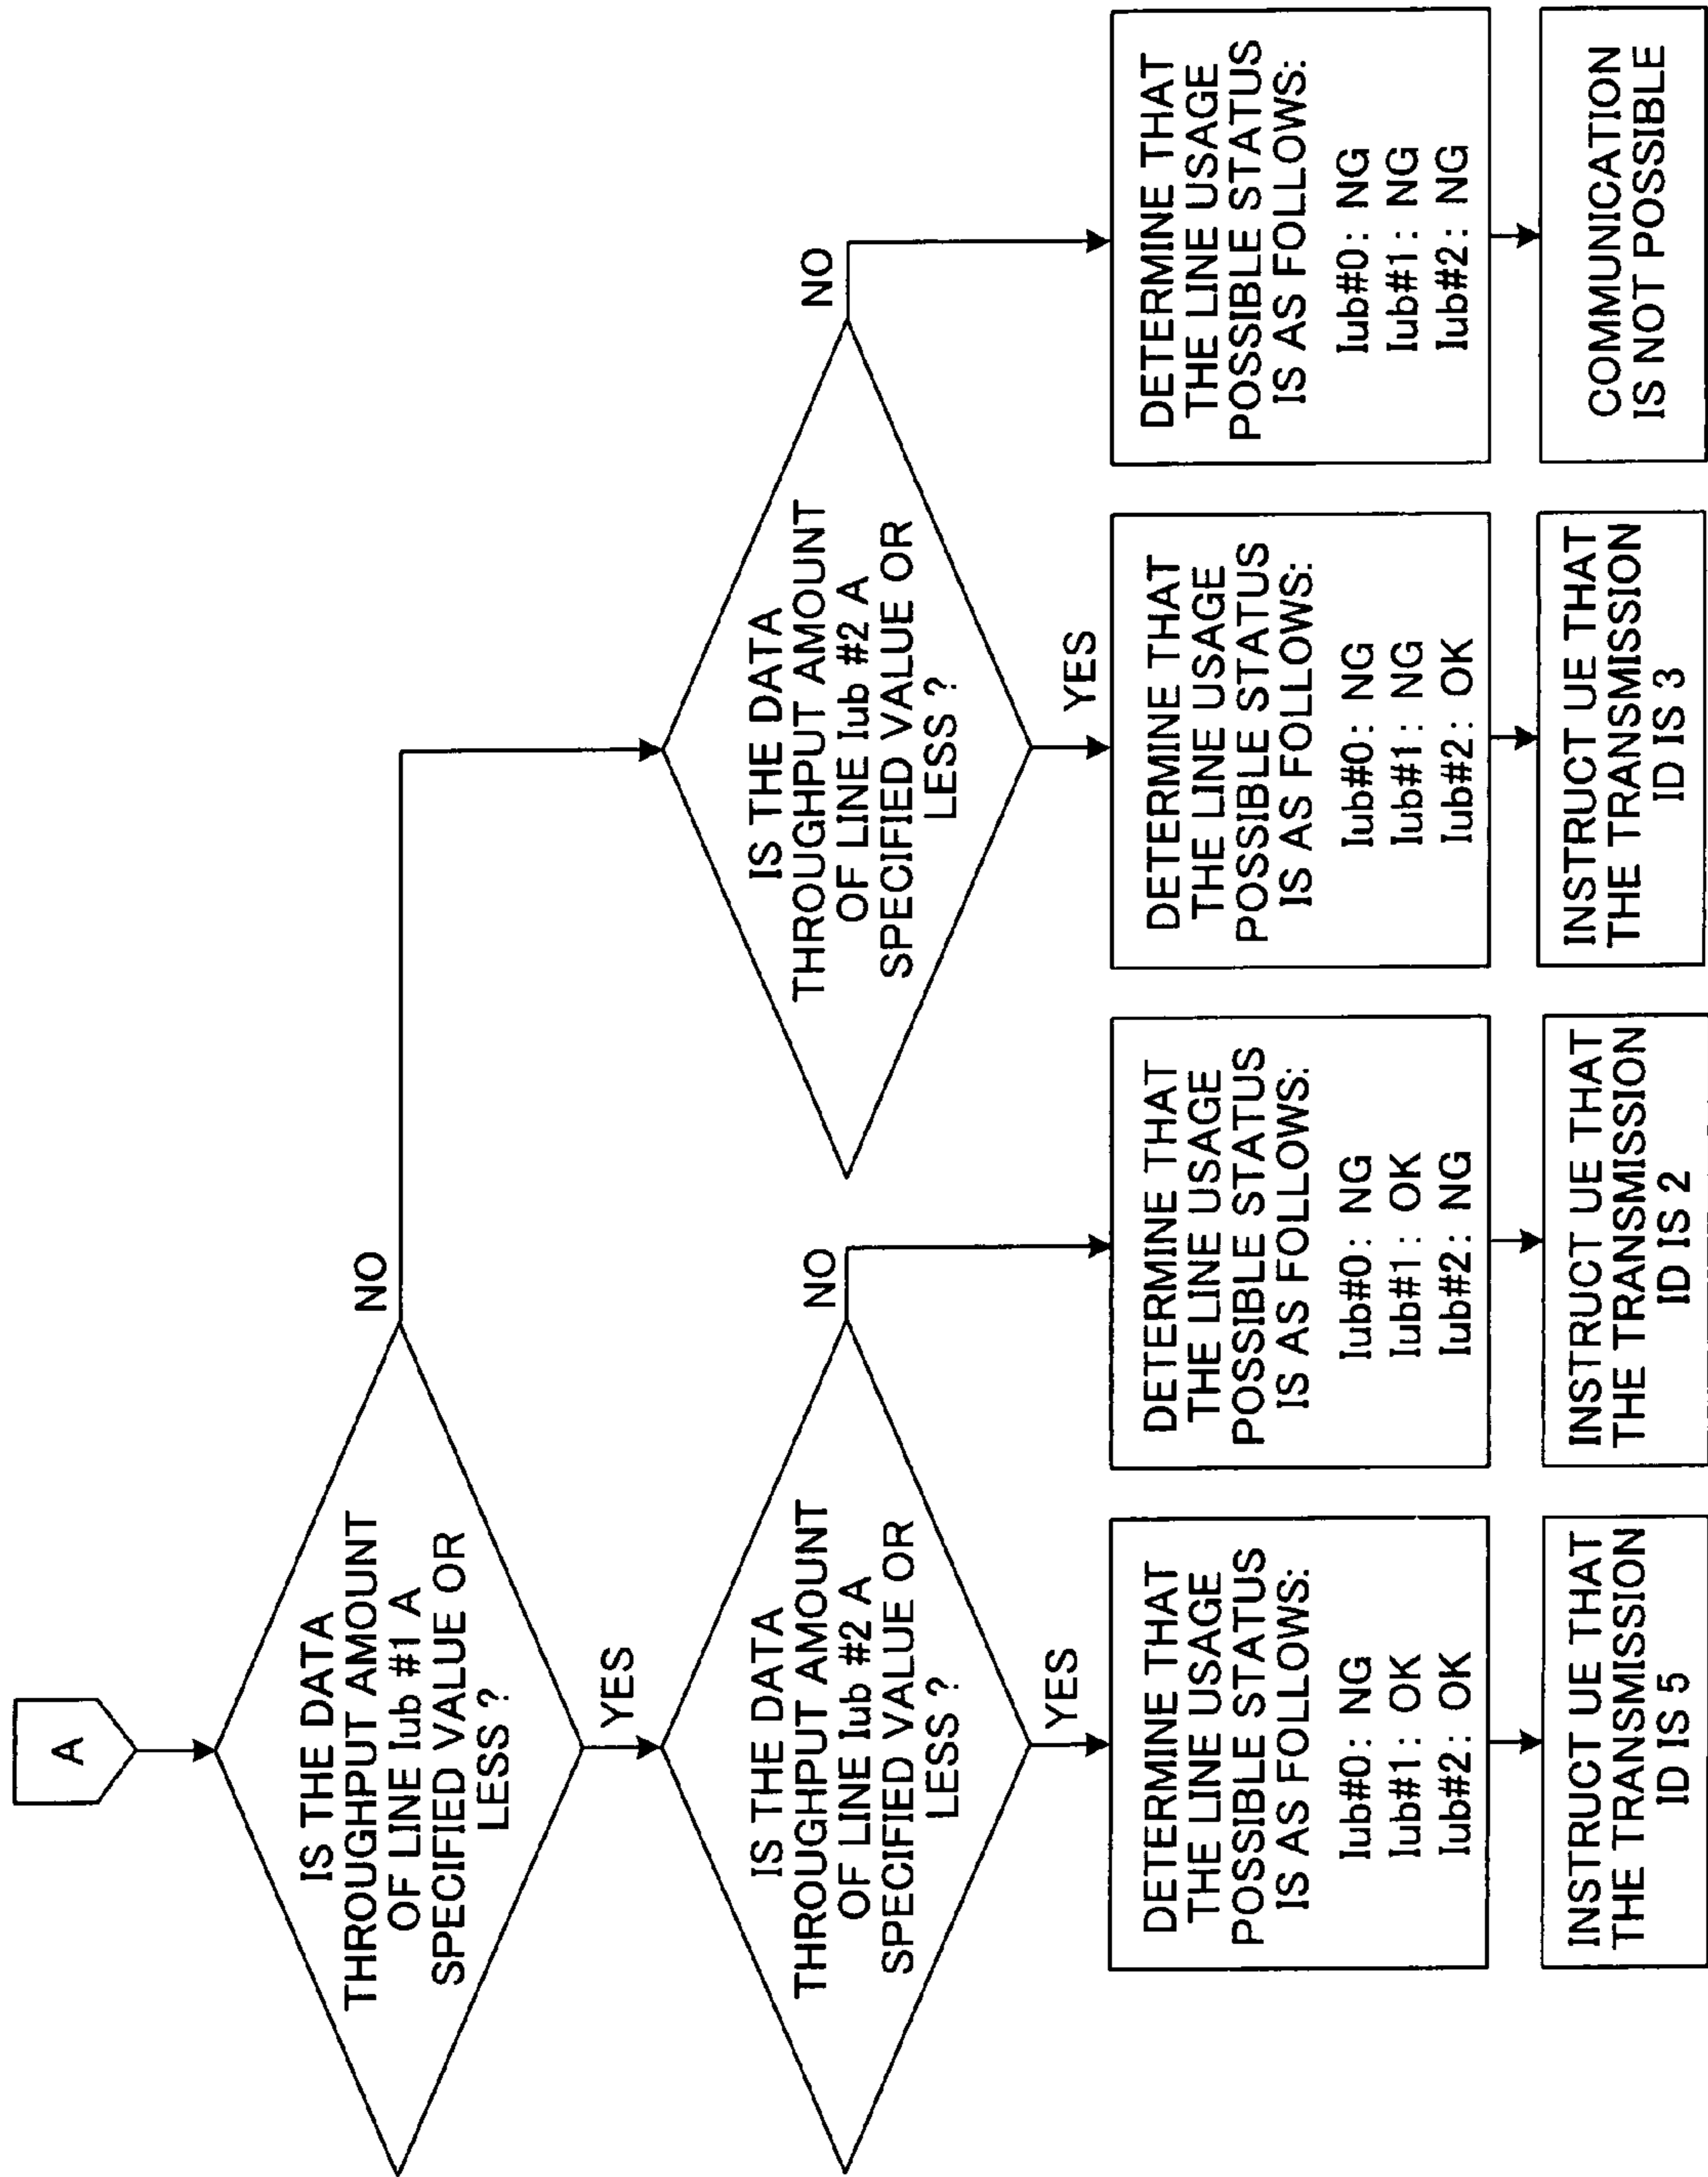 A
IS THE DATA
THROUGHPUT AMOUNT
OF LINE Iub #1 A
SPECIFIED VALUE OR
LESS ?
NO
YES
IS THE DATA
THROUGHPUT AMOUNT
OF LINE Iub #2 A
SPECIFIED VALUE OR
LESS ?
NO
YES
IS THE DATA
THROUGHPUT AMOUNT
OF LINE Iub #2 A
SPECIFIED VALUE OR
LESS ?
NO
YES
DETERMINE THAT
THE LINE USAGE
POSSIBLE STATUS
IS AS FOLLOWS:
Iub#0: NG
Iub#1: OK
Iub#2: OK
DETERMINE THAT
THE LINE USAGE
POSSIBLE STATUS
IS AS FOLLOWS:
Iub#0: NG
Iub#1: OK
Iub#2: NG
DETERMINE THAT
THE LINE USAGE
POSSIBLE STATUS
IS AS FOLLOWS:
Iub#0: NG
Iub#1: NG
Iub#2: OK
DETERMINE THAT
THE LINE USAGE
POSSIBLE STATUS
IS AS FOLLOWS:
Iub#0: NG
Iub#1: NG
Iub#2: NG
INSTRUCT UE THAT
THE TRANSMISSION
ID IS 5
INSTRUCT UE THAT
THE TRANSMISSION
ID IS 2
INSTRUCT UE THAT
THE TRANSMISSION
ID IS 3
COMMUNICATION
IS NOT POSSIBLE